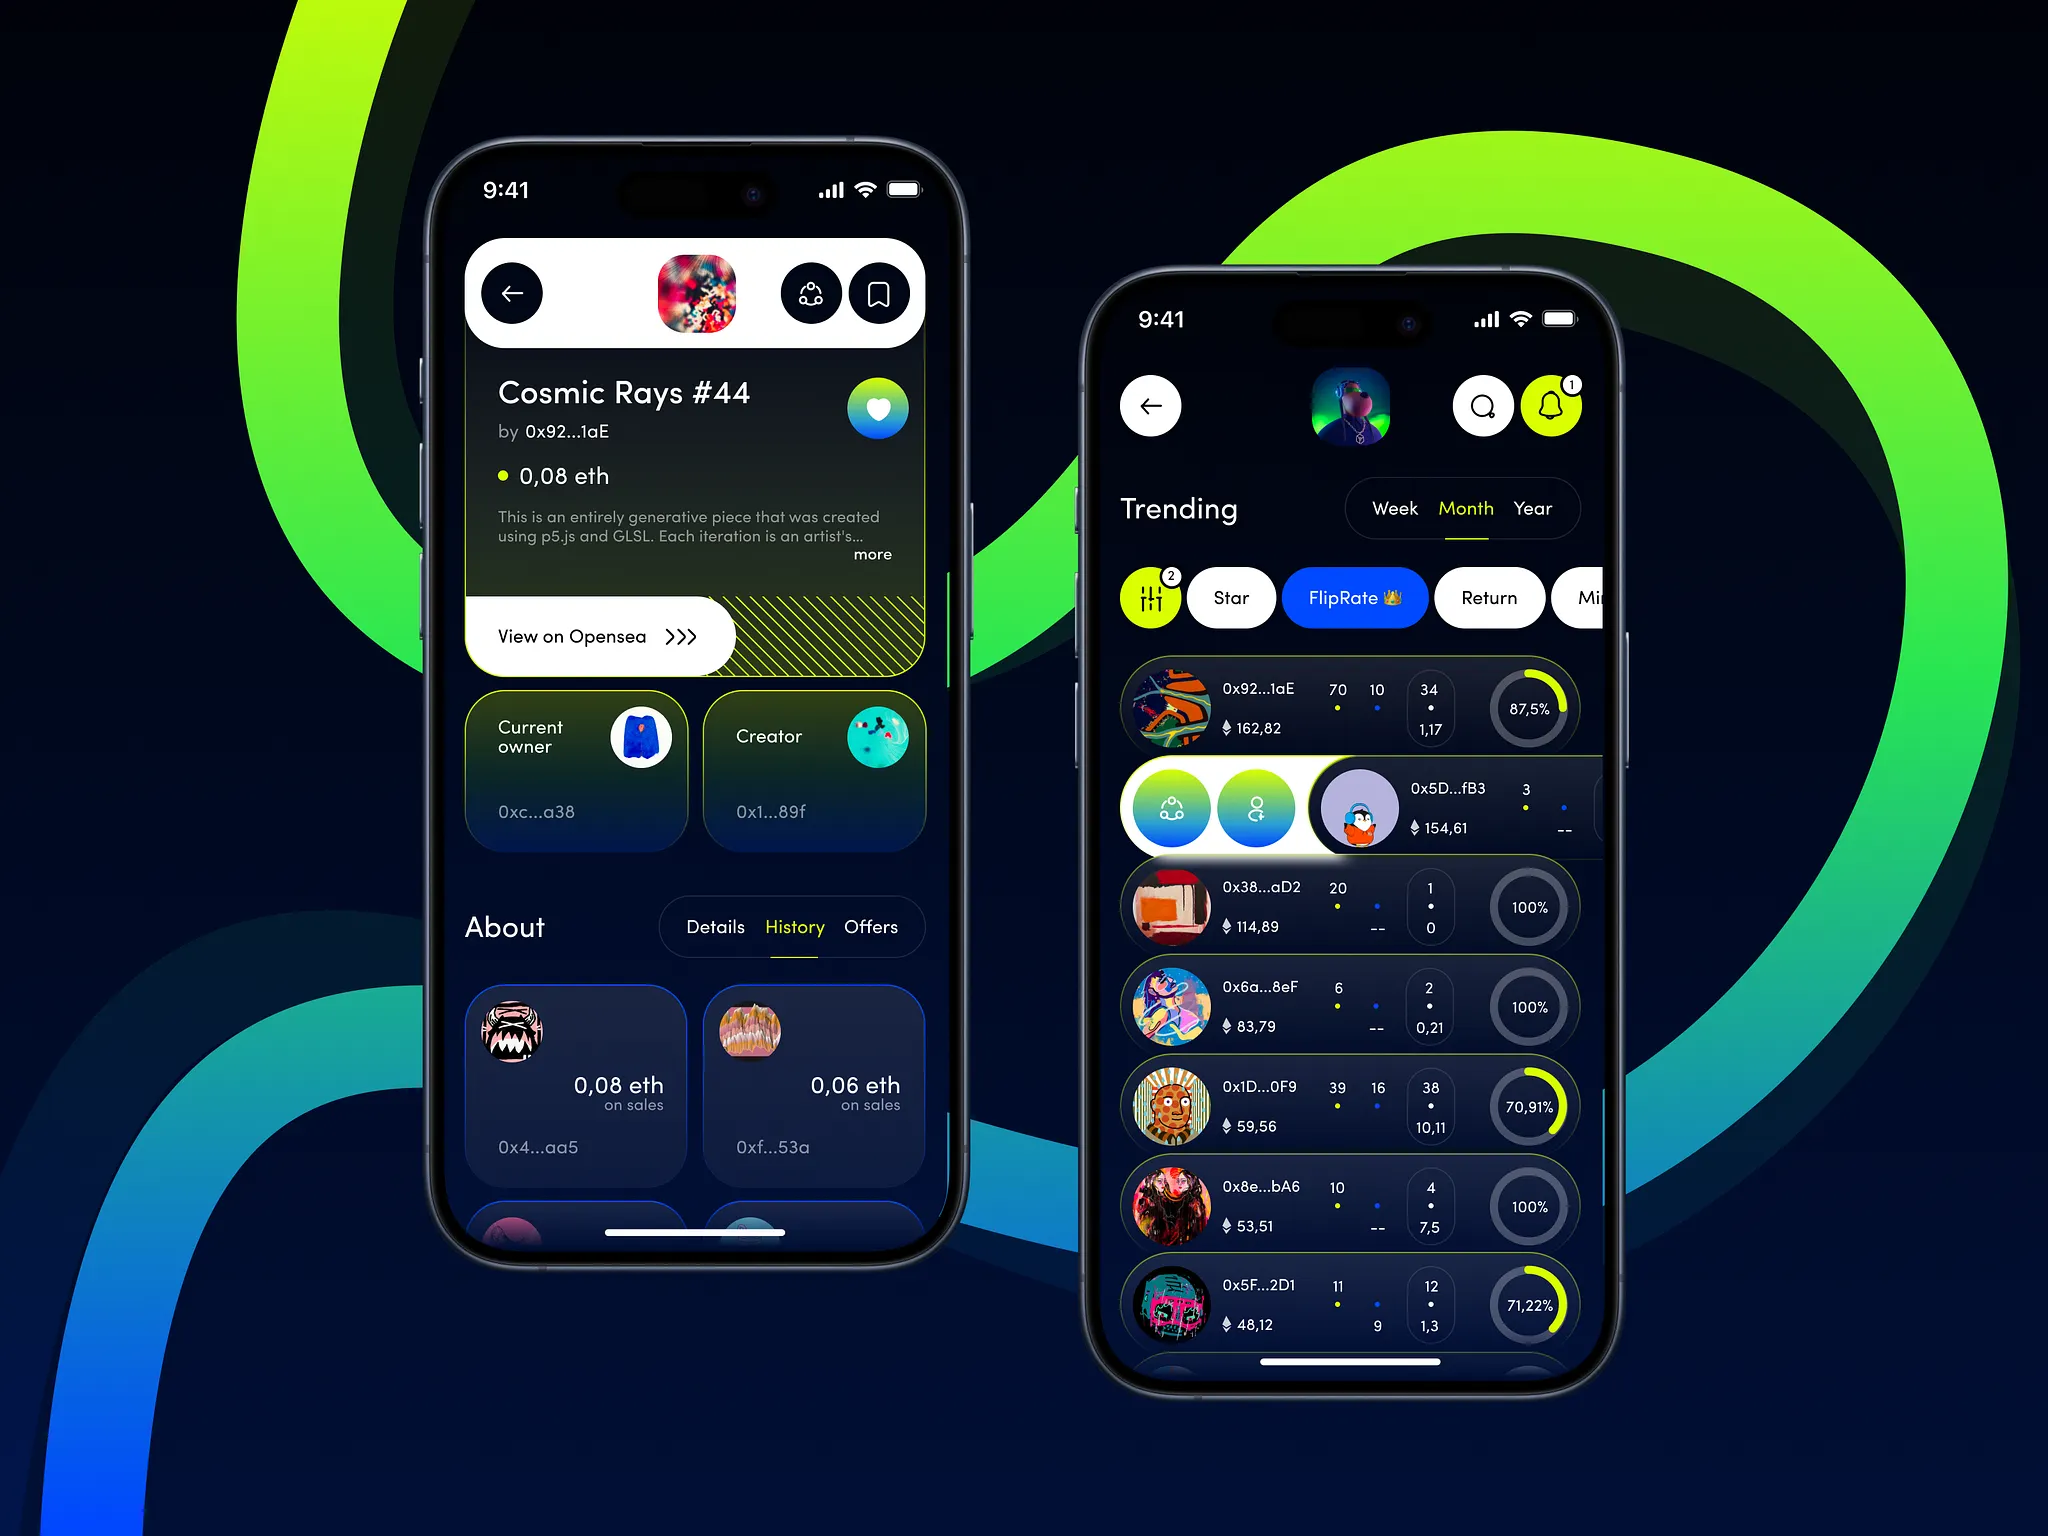 9:41
Cosmic Rays #44
by 0x92...1aE
0,08 eth
This is an entirely generative piece that was created
using p5.js and GLSL. Each iteration is an artist's...
more
View on Opensea
Current
owner
0xc...a38
Creator
0x1...89f
About
Details History Offers
0,08 eth
on sales
0x4...aa5
0,06 eth
on sales
0xf...53a
9:41
1
Trending
Week Month Year
2
Star
FlipRate
Return
0x92...1aE 70 10 34
162,82 1,17
87,5%
0x5D...fB3 3
154,61 --
0x38...aD2 20 1
114,89 -- 0
100%
0x6a...8eF 6 2
83,79 -- 0,21
100%
0x1D...0F9 39 16 38
59,56 10,11
70,91%
0x8e...bA6 10 4
53,51 -- 7,5
100%
0x5F...2D1 11 12
48,12 9 1,3
71,22%